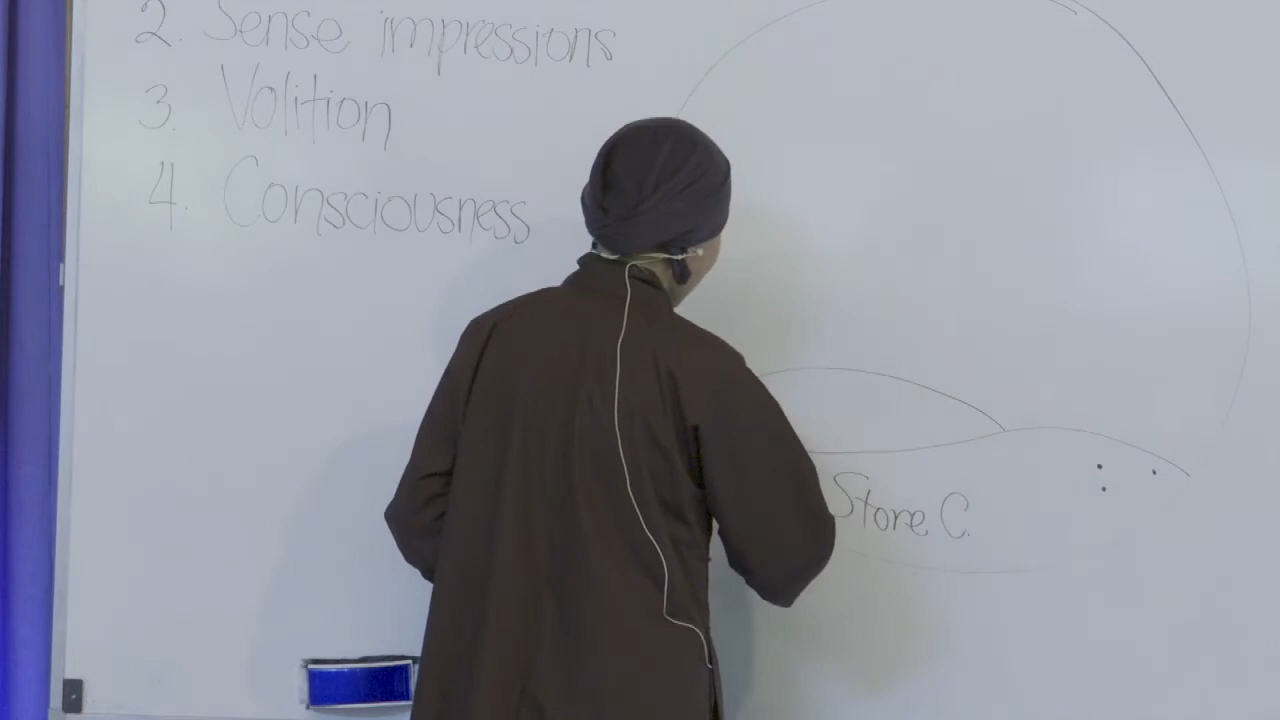 2. Sense impressions
3. Volition
4. Consciousness
Store C.